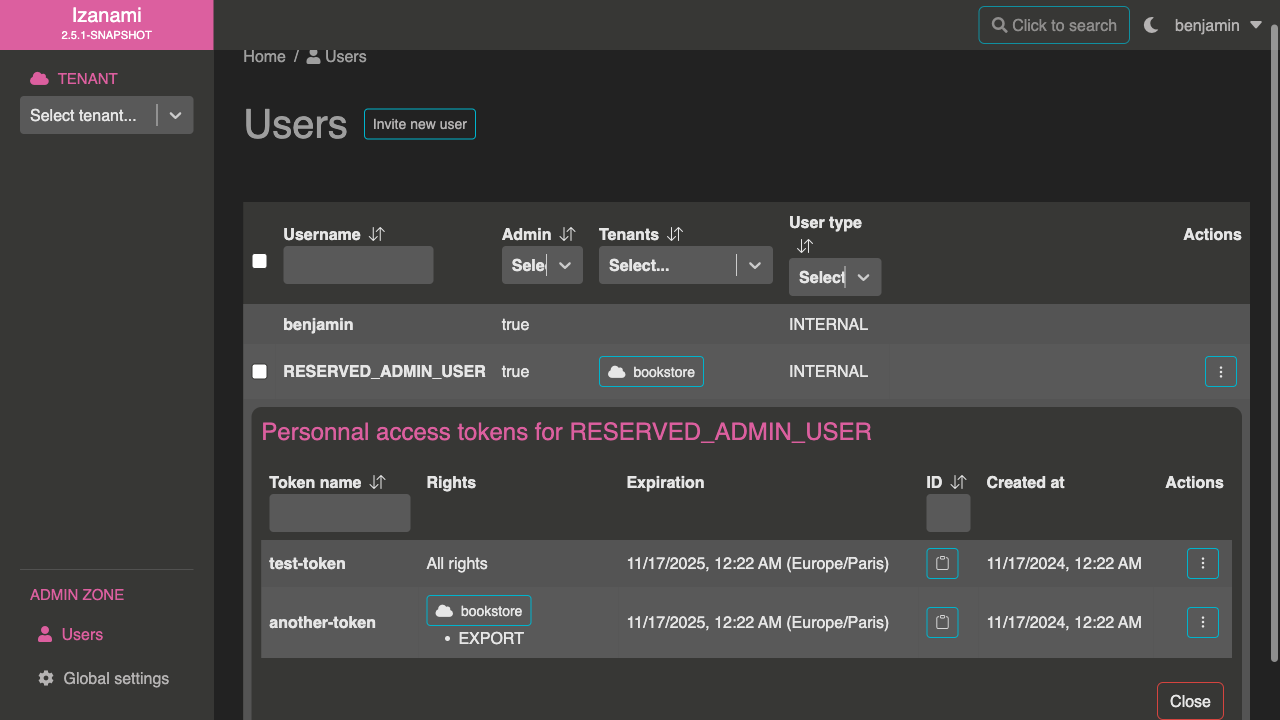 Izanami
2.5.1-SNAPSHOT
Click to search
benjamin
TENANT
Select tenant...
Home / Users
Users
Invite new user
Username
Admin
Tenants
User type
Actions
Sele
Select...
Select
benjamin true INTERNAL
RESERVED_ADMIN_USER true bookstore INTERNAL
Personnal access tokens for RESERVED_ADMIN_USER
Token name Rights Expiration ID Created at Actions
test-token All rights 11/17/2025, 12:22 AM (Europe/Paris) 11/17/2024, 12:22 AM
another-token bookstore 11/17/2025, 12:22 AM (Europe/Paris) 11/17/2024, 12:22 AM
• EXPORT
Close
ADMIN ZONE
Users
Global settings